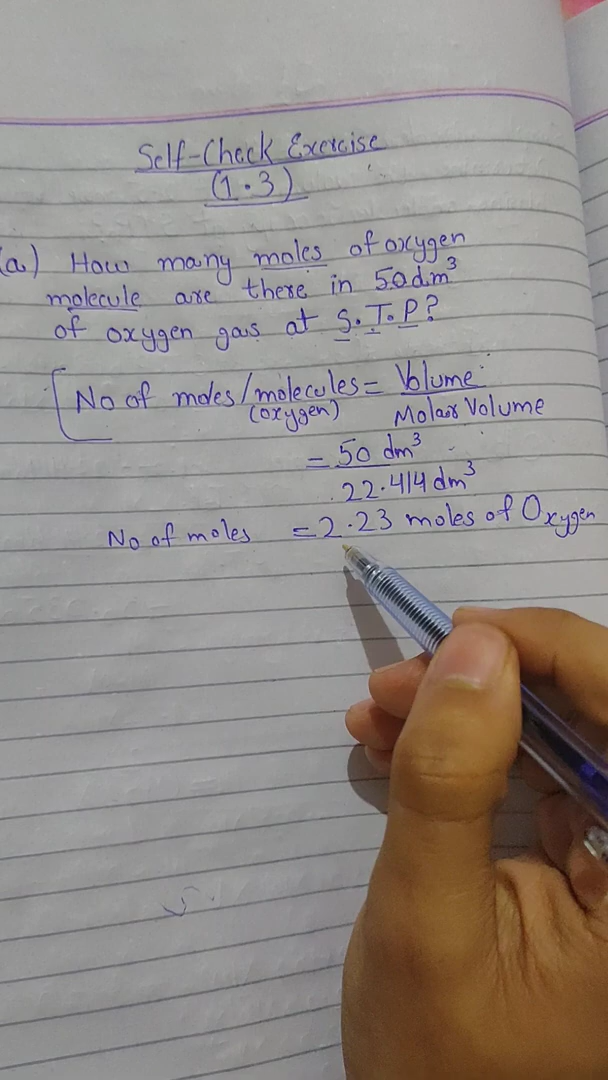 Self-Check Exercise
(1.3)
(a) How many moles of oxygen
molecule are there in 50dm³
of oxygen gas at S.T.P?
No of moles/molecules = Volume
(oxygen) Molar Volume
= 50 dm³
22.414 dm³
No of moles = 2.23 moles of Oxygen